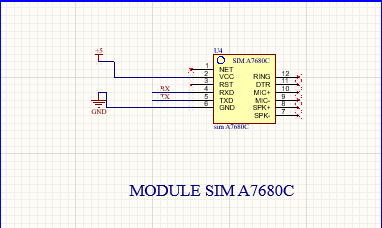 +5
U4
SIM A7680C
1 NET
2 VCC
3 RST
RX 4 RXD
TX 5 TXD
6 GND
RING 12
DTR 11
MIC+ 10
MIC- 9
SPK+ 8
SPK- 7
GND
sim A7680C
MODULE SIM A7680C